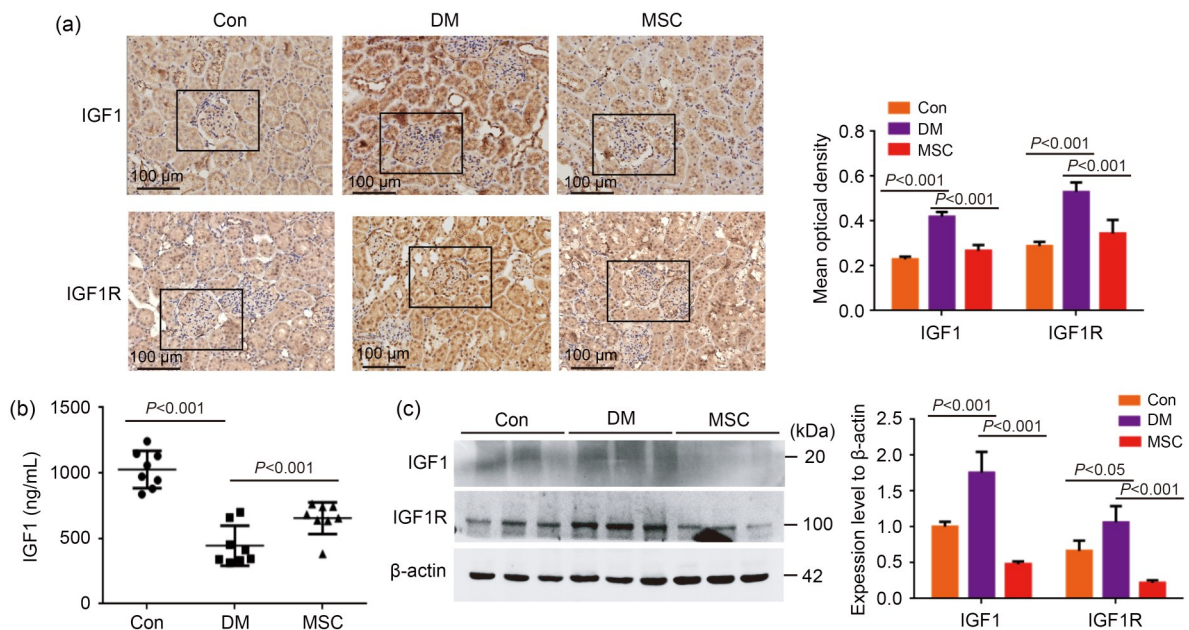 (a)
Con DM MSC
IGF1
100 μm 100 μm 100 μm
IGF1R
100 μm 100 μm 100 μm
Con
DM
MSC
Mean optical density
0.8
0.6
0.4
0.2
0.0
P<0.001
P<0.001
P<0.001
P<0.001
IGF1 IGF1R
(b)
IGF1 (ng/mL)
1500
1000
500
0
P<0.001
P<0.001
Con DM MSC
(c)
Con DM MSC (kDa)
IGF1 20
IGF1R 100
β-actin 42
Con
DM
MSC
Expession level to β-actin
2.5
2.0
1.5
1.0
0.5
0.0
P<0.001
P<0.001
P<0.05
P<0.001
IGF1 IGF1R